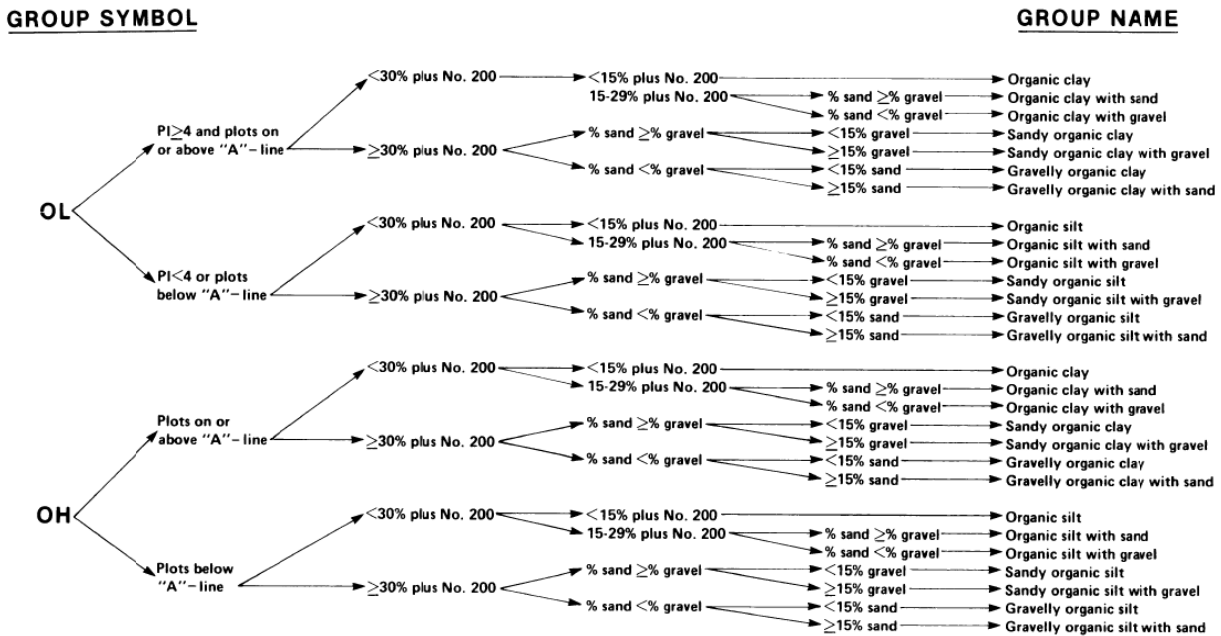 GROUP SYMBOL GROUP NAME
<30% plus No. 200 <15% plus No. 200 Organic clay
15-29% plus No. 200 % sand ≥% gravel Organic clay with sand
% sand <% gravel Organic clay with gravel
PI≥4 and plots on
or above "A"-line
≥30% plus No. 200 % sand ≥% gravel <15% gravel Sandy organic clay
≥15% gravel Sandy organic clay with gravel
% sand <% gravel <15% sand Gravelly organic clay
≥15% sand Gravelly organic clay with sand
OL
<30% plus No. 200 <15% plus No. 200 Organic silt
15-29% plus No. 200 % sand ≥% gravel Organic silt with sand
% sand <% gravel Organic silt with gravel
PI<4 or plots
below "A"-line
≥30% plus No. 200 % sand ≥% gravel <15% gravel Sandy organic silt
≥15% gravel Sandy organic silt with gravel
% sand <% gravel <15% sand Gravelly organic silt
≥15% sand Gravelly organic silt with sand
<30% plus No. 200 <15% plus No. 200 Organic clay
15-29% plus No. 200 % sand ≥% gravel Organic clay with sand
% sand <% gravel Organic clay with gravel
Plots on or
above "A"-line
≥30% plus No. 200 % sand ≥% gravel <15% gravel Sandy organic clay
≥15% gravel Sandy organic clay with gravel
% sand <% gravel <15% sand Gravelly organic clay
≥15% sand Gravelly organic clay with sand
OH
<30% plus No. 200 <15% plus No. 200 Organic silt
15-29% plus No. 200 % sand ≥% gravel Organic silt with sand
% sand <% gravel Organic silt with gravel
Plots below
"A"-line
≥30% plus No. 200 % sand ≥% gravel <15% gravel Sandy organic silt
≥15% gravel Sandy organic silt with gravel
% sand <% gravel <15% sand Gravelly organic silt
≥15% sand Gravelly organic silt with sand